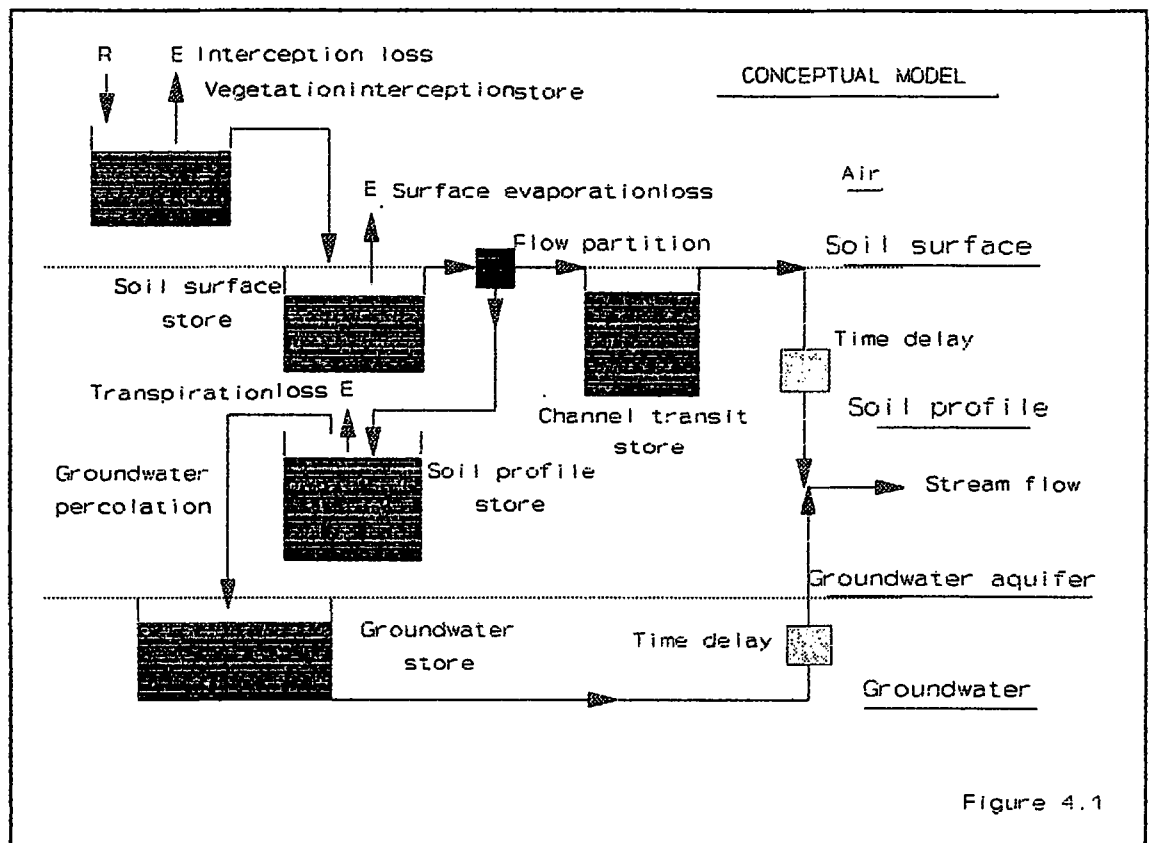 R E Interception loss
Vegetationinterceptionstore
CONCEPTUAL MODEL
Air
E Surface evaporationloss
Flow partition
Soil surface
Soil surface
store
Time delay
Transpirationloss E
Channel transit
store
Soil profile
Groundwater
percolation
Soil profile
store
Stream flow
Groundwater aquifer
Groundwater
store
Time delay
Groundwater
Figure 4.1